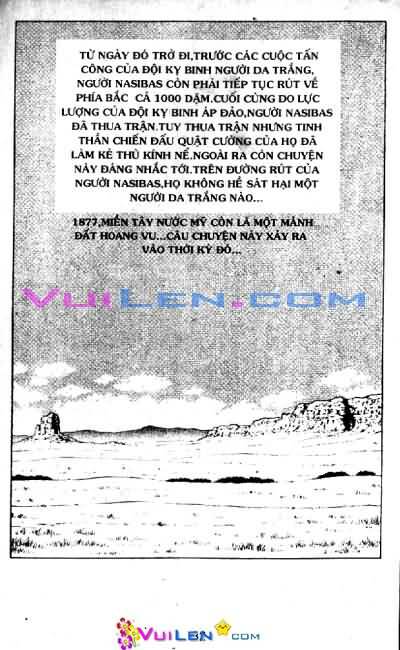 TỪ NGÀY ĐÓ TRỞ ĐI,TRƯỚC CÁC CUỘC TẤN
CÔNG CỦA ĐỘI KỴ BINH NGƯỜI DA TRẮNG,
NGƯỜI NASIBAS CÒN PHẢI TIẾP TỤC RÚT VỀ
PHÍA BẮC CẢ 1000 DẶM.CUỐI CÙNG DO LỰC
LƯỢNG CỦA ĐỘI KỴ BINH ÁP ĐẢO,NGƯỜI NASIBAS
ĐÃ THUA TRẬN.TUY THUA TRẬN NHƯNG TINH
THẦN CHIẾN ĐẤU QUẬT CƯỜNG CỦA HỌ ĐÃ
LÀM KẺ THÙ KÍNH NỂ.NGOÀI RA CÒN CHUYỆN
NÀY ĐÁNG NHẮC TỚI.TRÊN ĐƯỜNG RÚT CỦA
NGƯỜI NASIBAS,HỌ KHÔNG HỀ SÁT HẠI MỘT
NGƯỜI DA TRẮNG NÀO...
1877,MIỀN TÂY NƯỚC MỸ CÒN LÀ MỘT MẢNH
ĐẤT HOANG VU...CÂU CHUYỆN NÀY XẢY RA
VÀO THỜI KỲ ĐÓ...
VUILEN.COM
VUILEN.COM